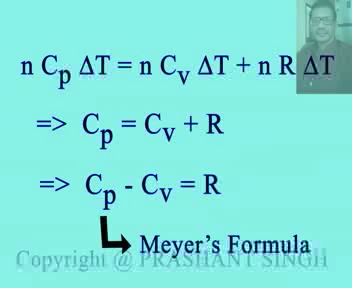 n Cp ΔT = n Cv ΔT + n R ΔT
=> Cp = Cv + R
=> Cp - Cv = R
Meyer's Formula
Copyright @ PRASHANT SINGH